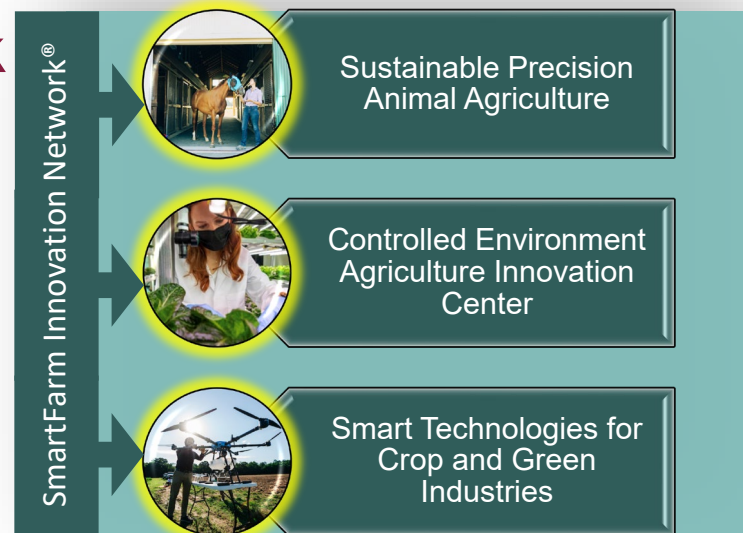 SmartFarm Innovation Network®
Sustainable Precision
Animal Agriculture
Controlled Environment
Agriculture Innovation
Center
Smart Technologies for
Crop and Green
Industries